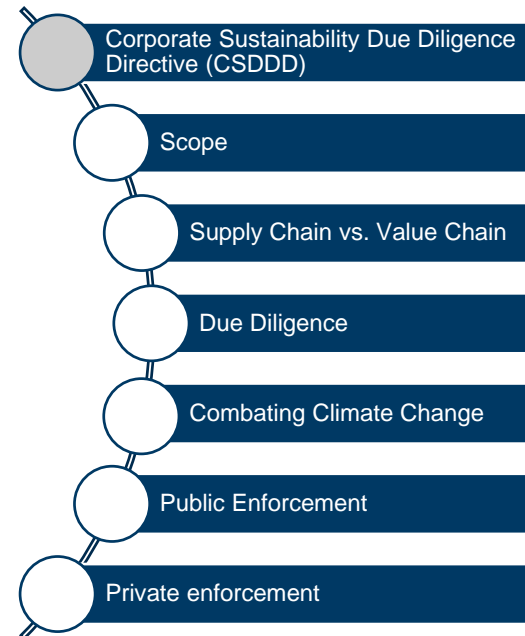 Corporate Sustainability Due Diligence
Directive (CSDDD)
Scope
Supply Chain vs. Value Chain
Due Diligence
Combating Climate Change
Public Enforcement
Private enforcement